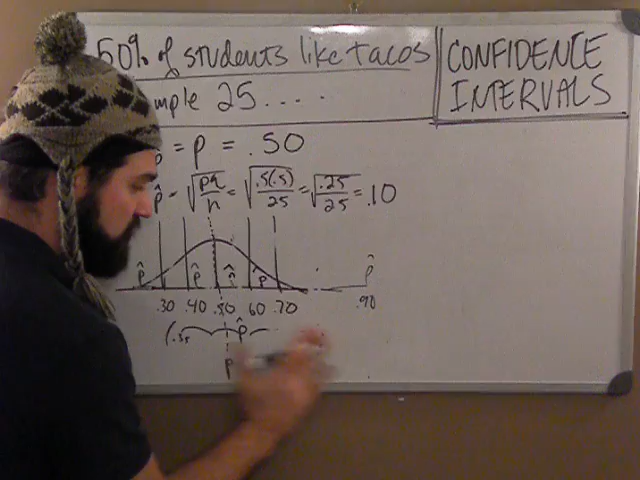 50% of students like tacos
CONFIDENCE
INTERVALS
mple 25 . . . . .
p = p = .50
p̂ = √pq/n = √.5(.5)/25 = √.25/25 = .10
p̂ p̂ p̂ p̂
.30 .40 .50 .60 .70 .90
(.35 p̂
p